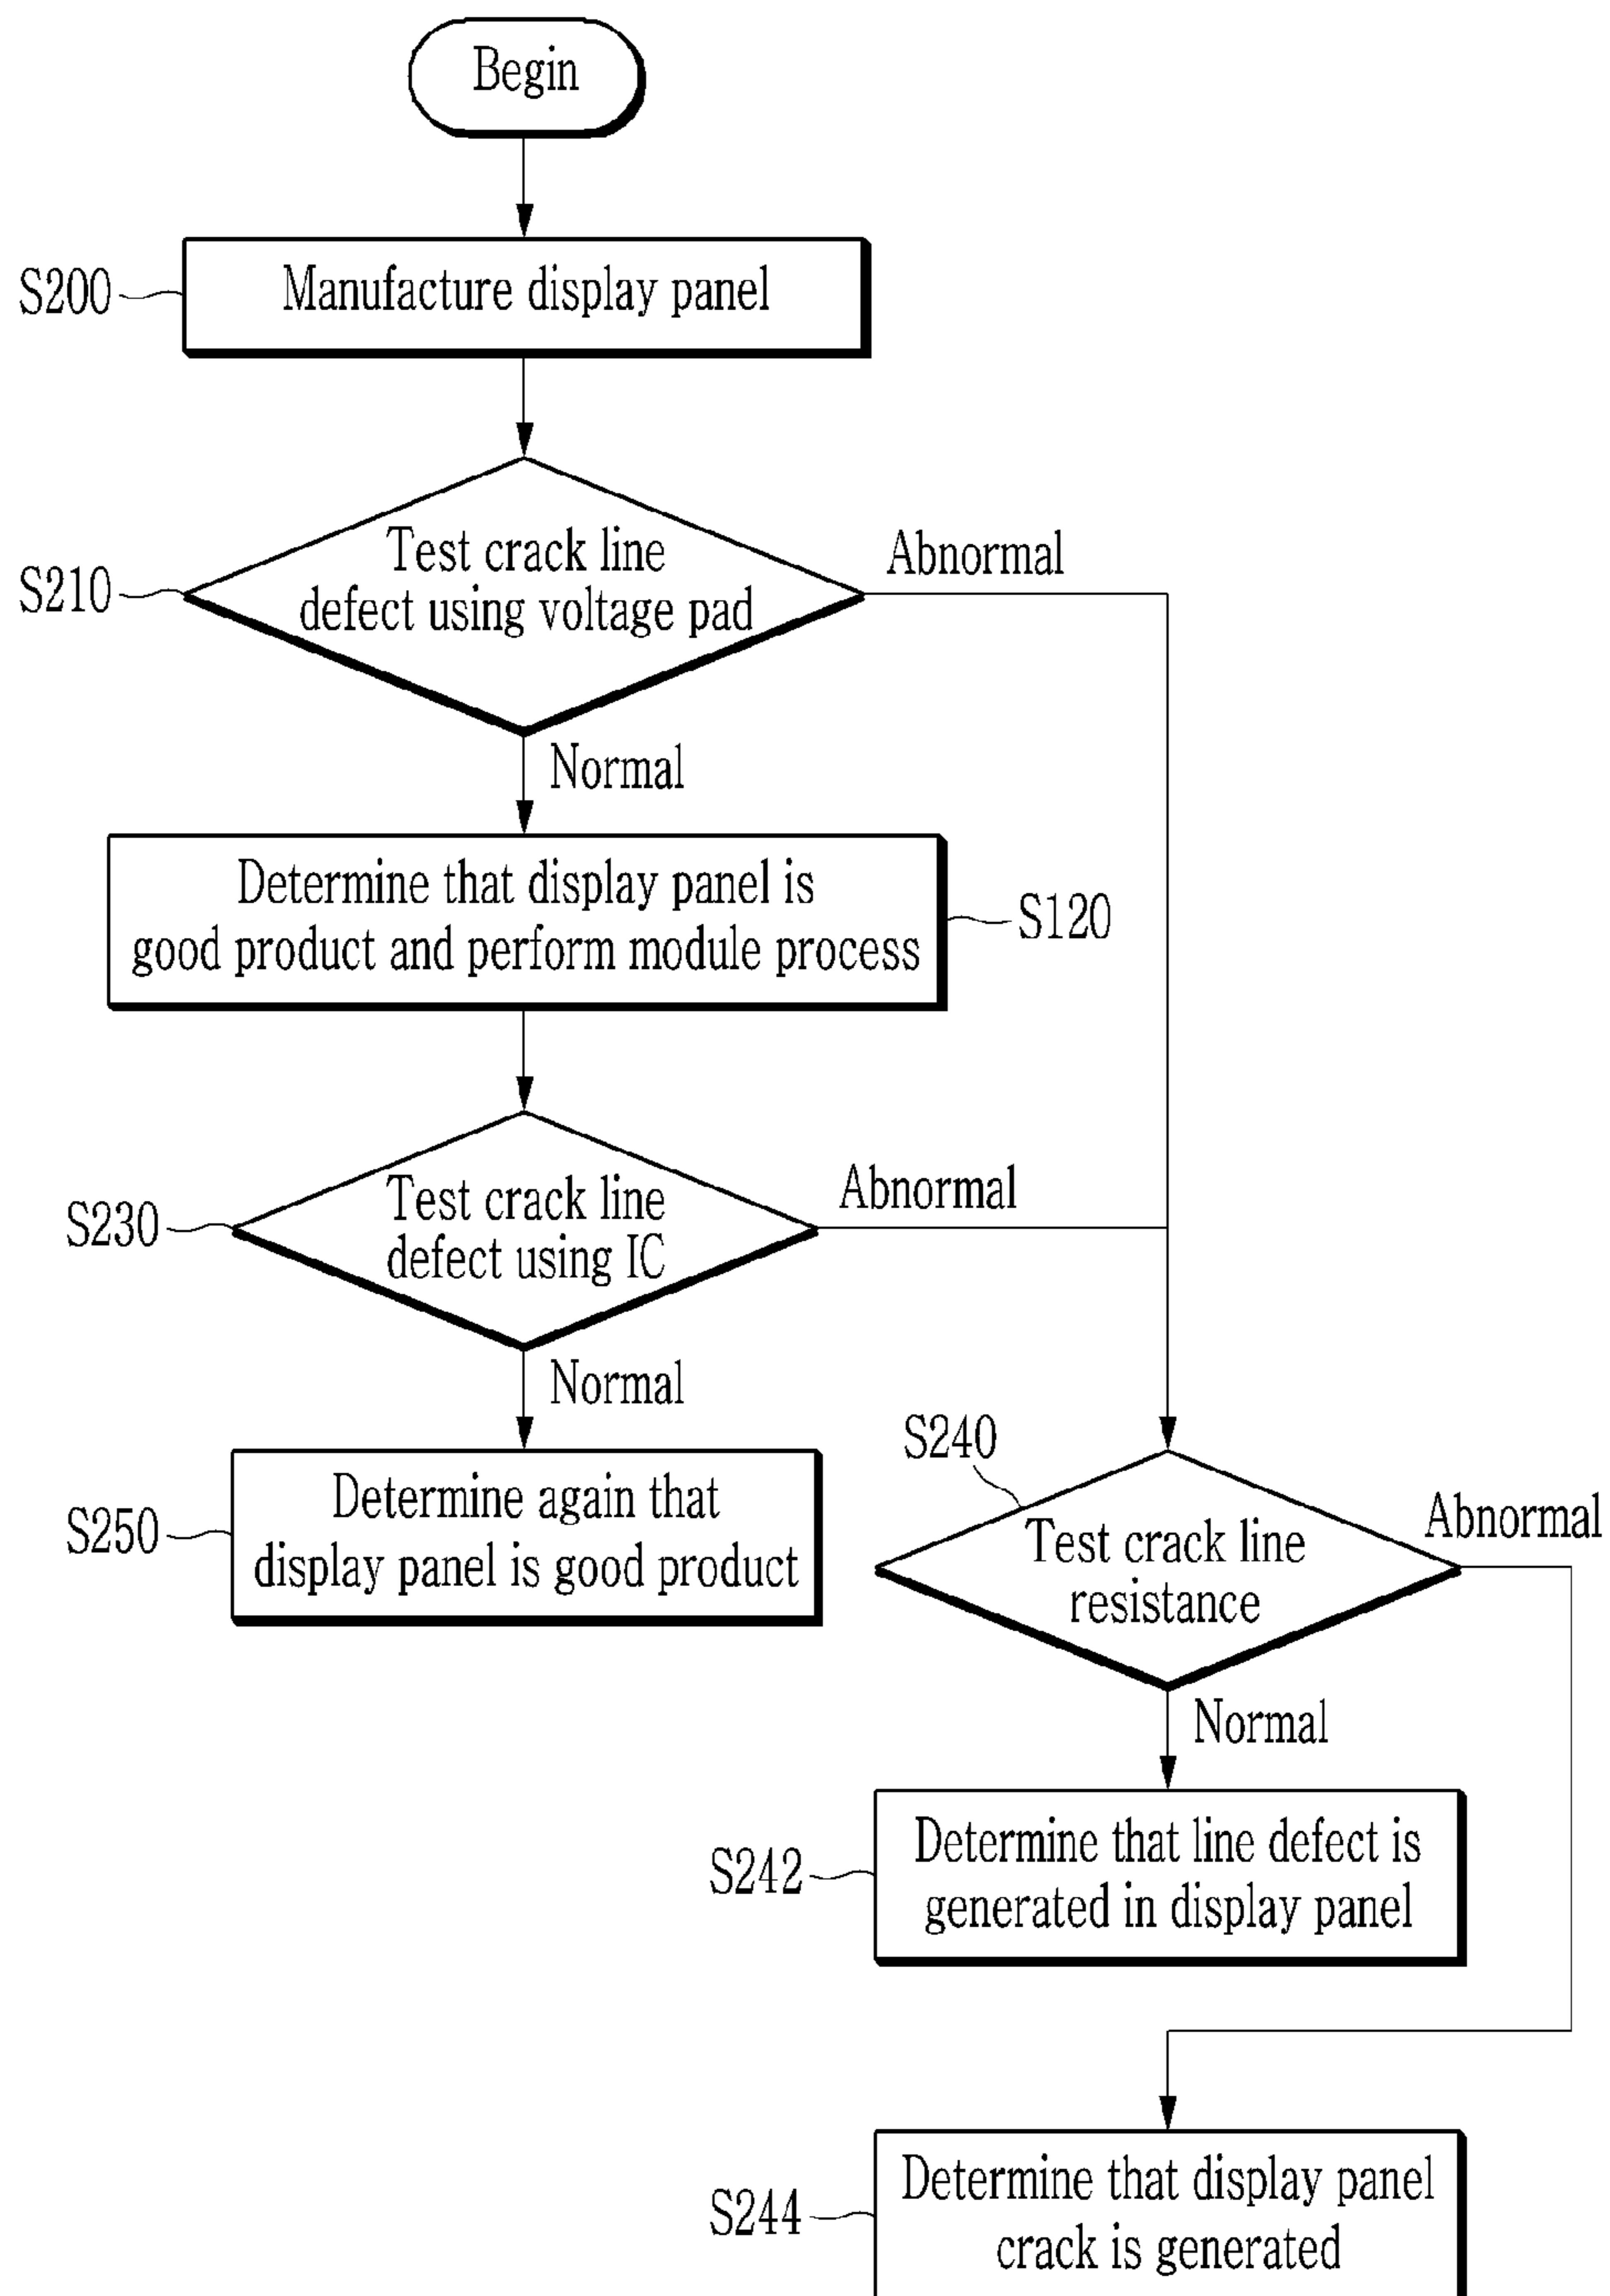 Begin
S200
Manufacture display panel
S210
Test crack line
defect using voltage pad
Abnormal
Normal
Determine that display panel is
good product and perform module process
S120
S230
Test crack line
defect using IC
Abnormal
Normal
S250
Determine again that
display panel is good product
S240
Test crack line
resistance
Abnormal
Normal
S242
Determine that line defect is
generated in display panel
S244
Determine that display panel
crack is generated